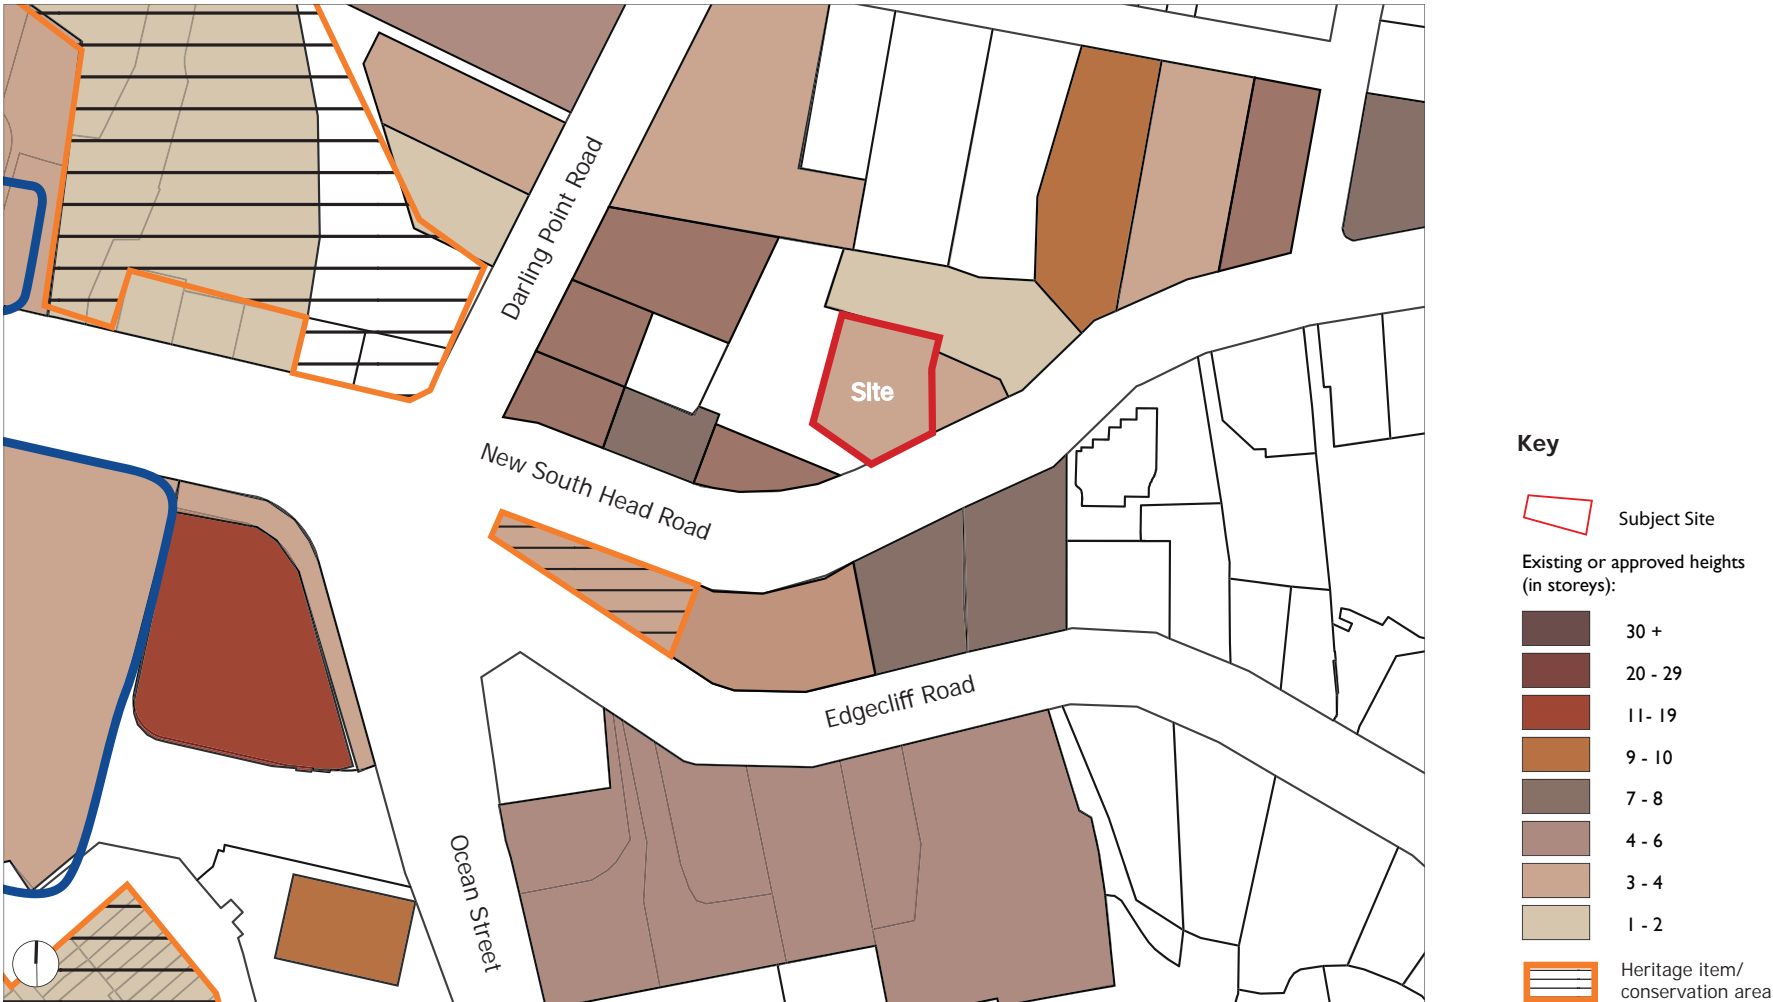 Darling Point Road
SIte
New South Head Road
Edgecliff Road
Ocean Street
Key
Subject Site
Existing or approved heights
(in storeys):
30 +
20 - 29
11- 19
9 - 10
7 - 8
4 - 6
3 - 4
1 - 2
Heritage item/
conservation area